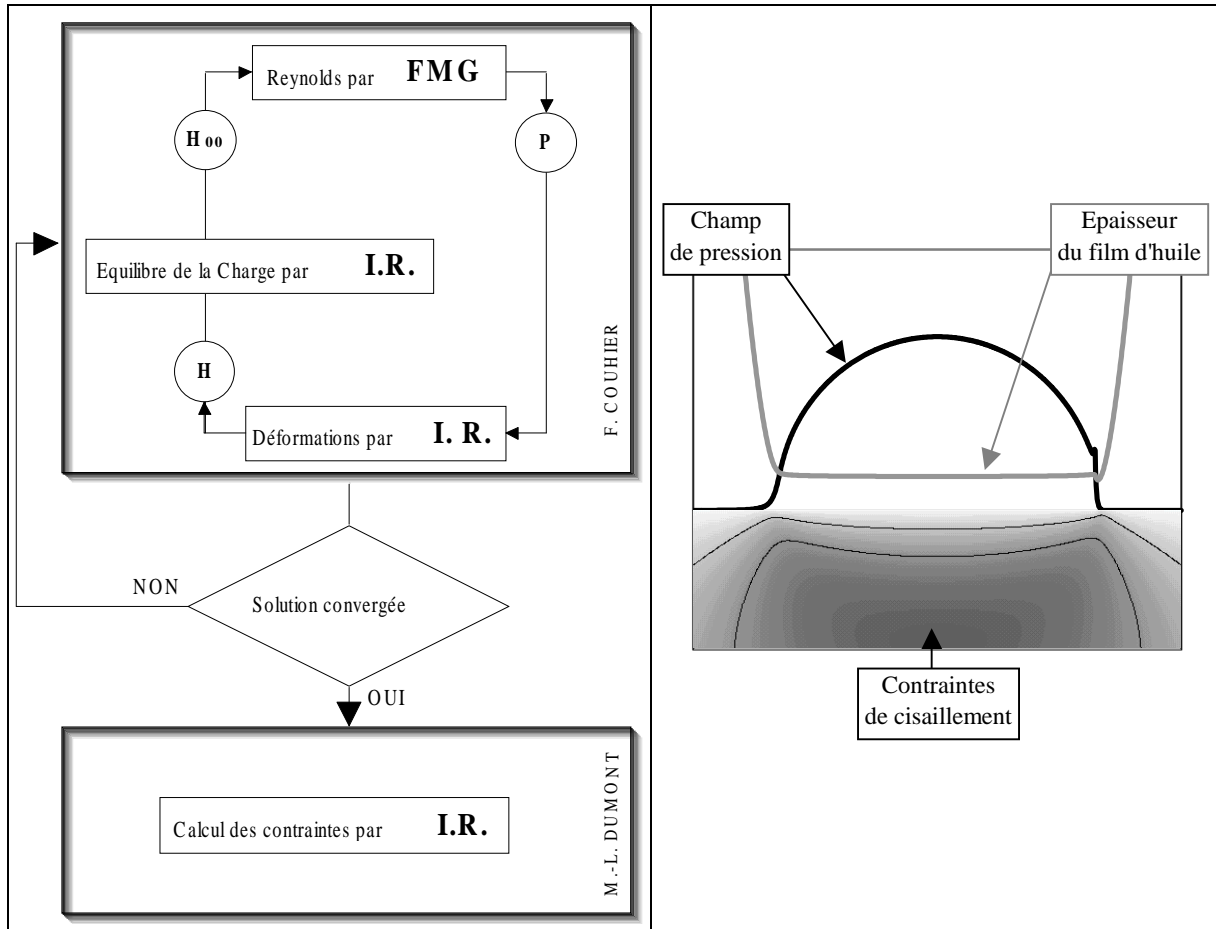 Reynolds par FMG
H 00
P
Equilibre de la Charge par I.R.
H
Déformations par I. R.
F. COUHIER
NON
Solution convergée
OUI
Calcul des contraintes par I.R.
M.-L. DUMONT
Champ
de pression
Epaisseur
du film d'huile
Contraintes
de cisaillement